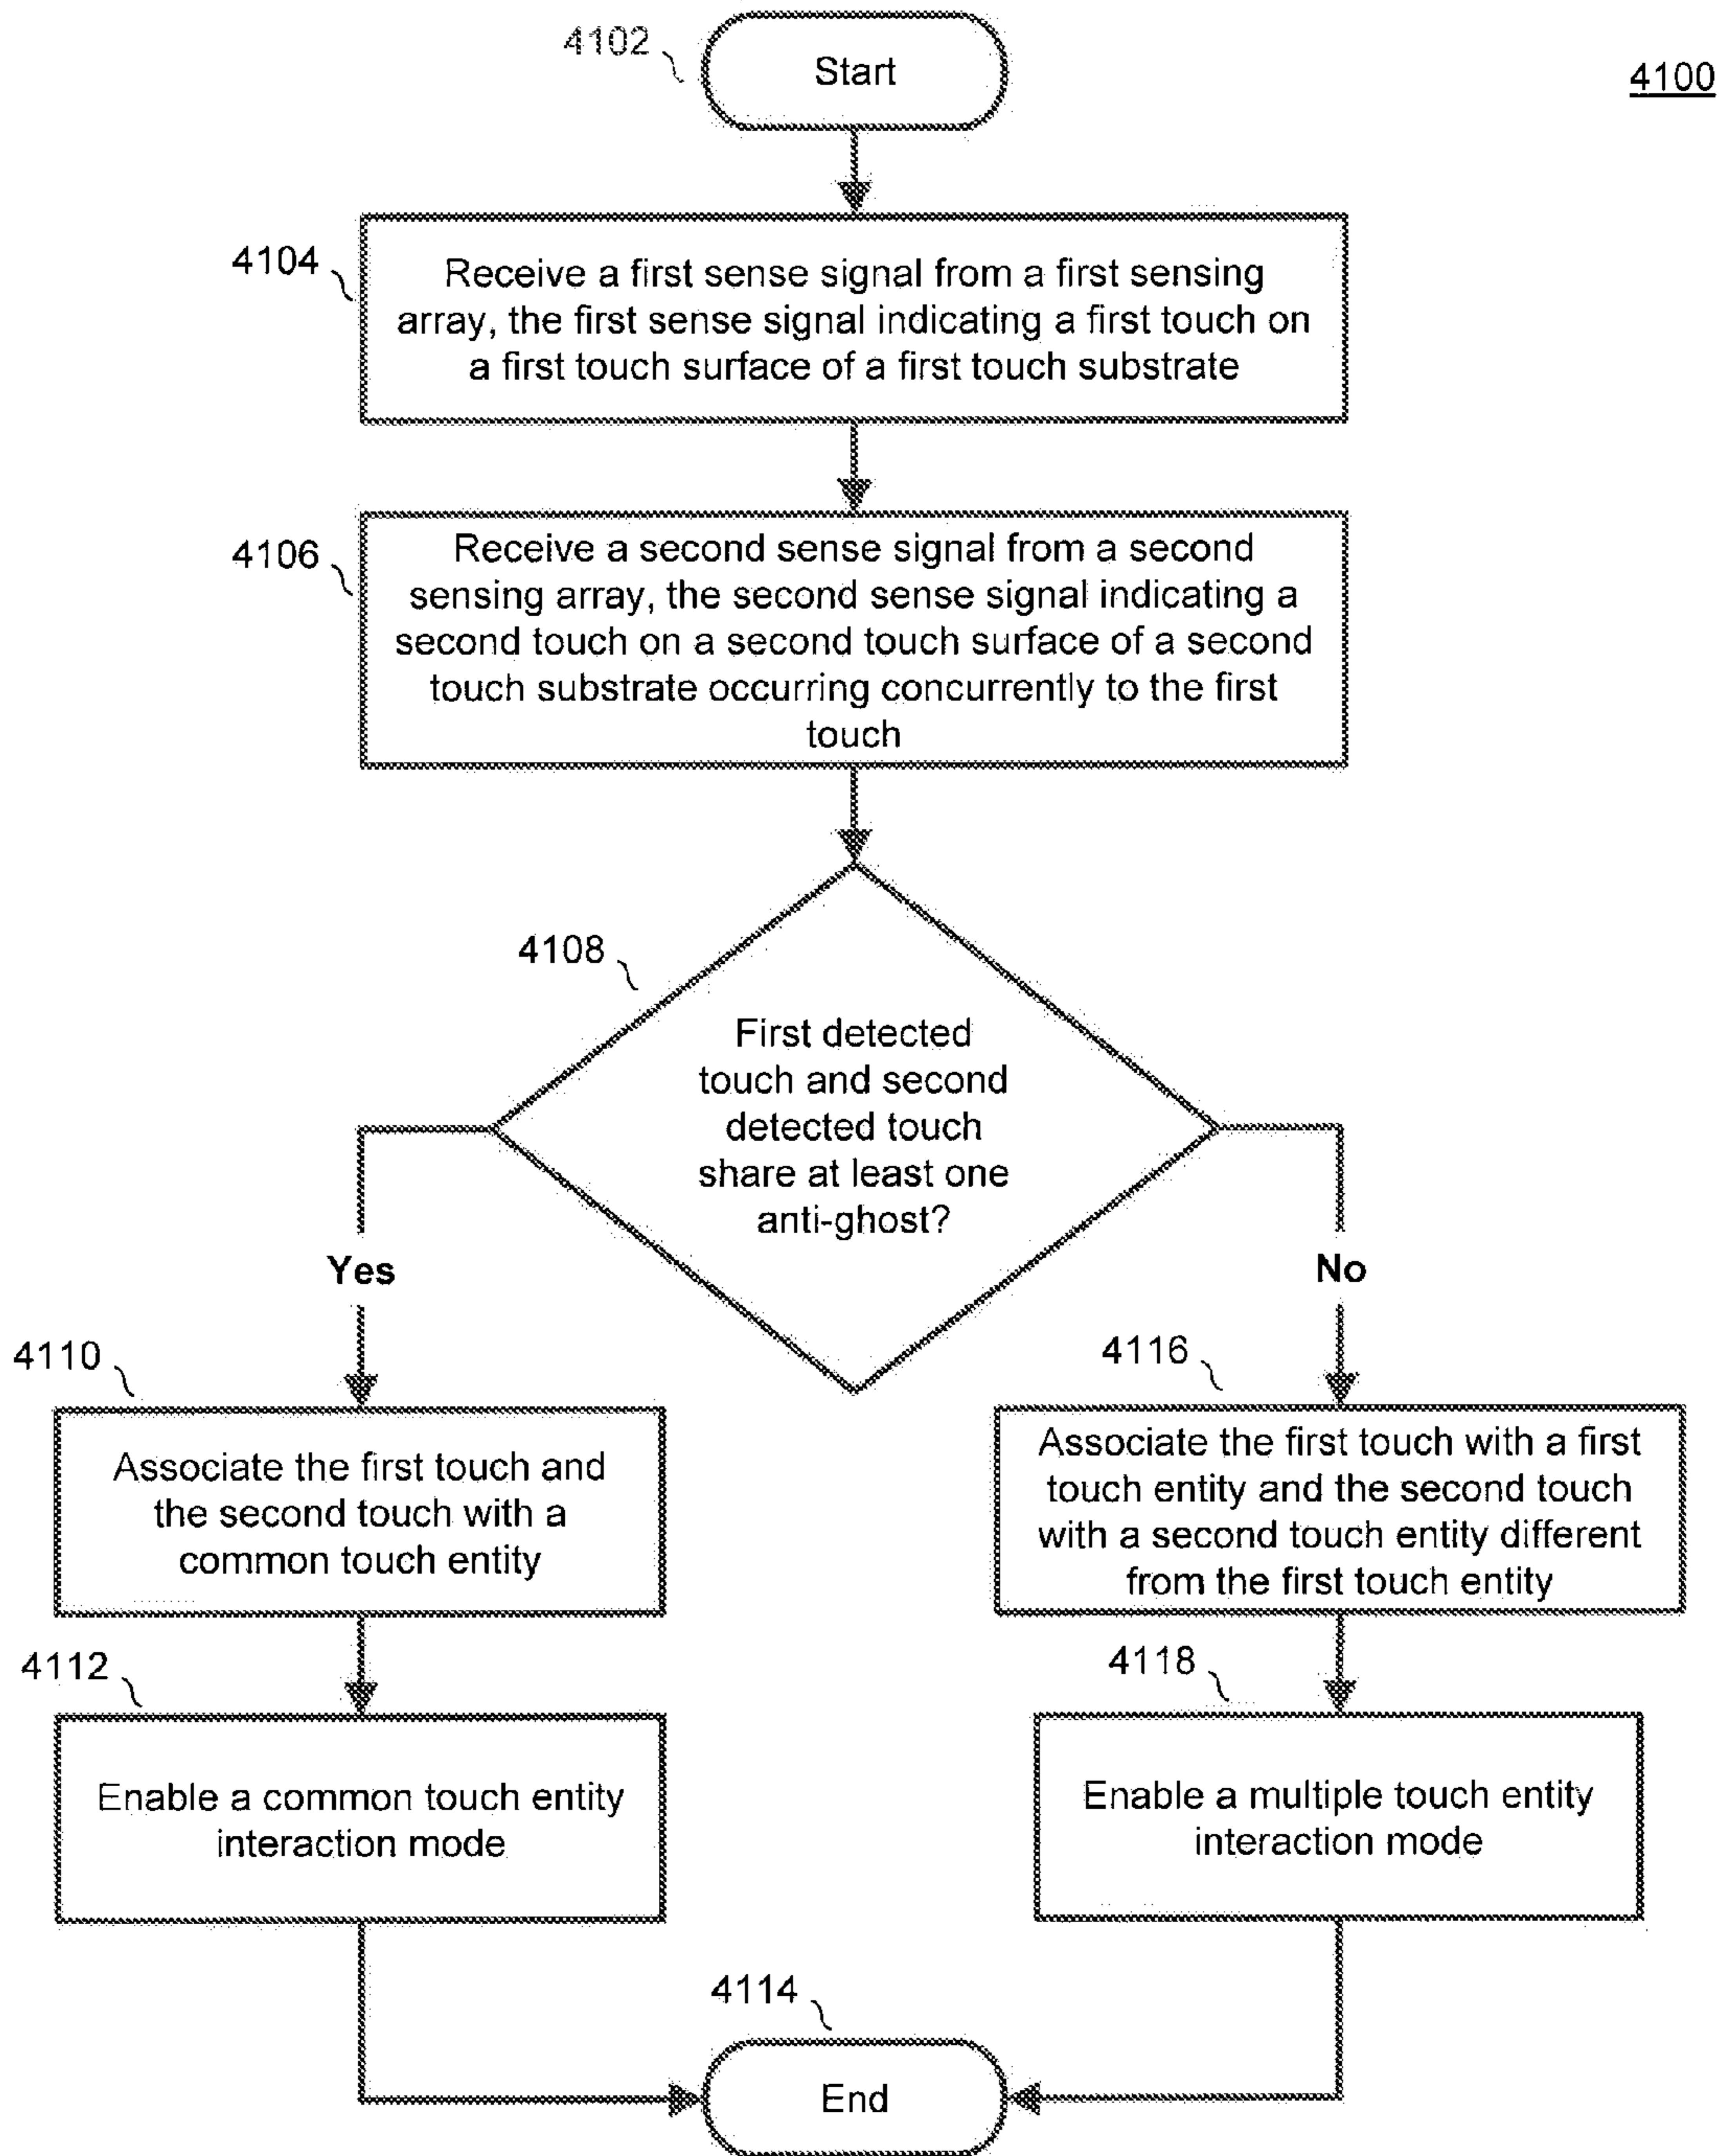 4102
Start
4100
4104
Receive a first sense signal from a first sensing
array, the first sense signal indicating a first touch on
a first touch surface of a first touch substrate
4106
Receive a second sense signal from a second
sensing array, the second sense signal indicating a
second touch on a second touch surface of a second
touch substrate occurring concurrently to the first
touch
4108
First detected
touch and second
detected touch
share at least one
anti-ghost?
Yes
No
4110
Associate the first touch and
the second touch with a
common touch entity
4116
Associate the first touch with a first
touch entity and the second touch
with a second touch entity different
from the first touch entity
4112
Enable a common touch entity
interaction mode
4118
Enable a multiple touch entity
interaction mode
4114
End